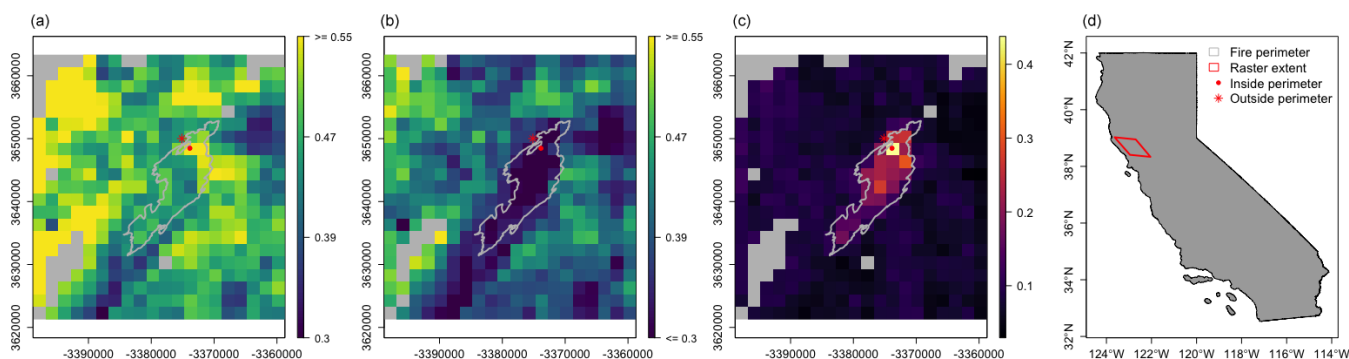 (a)
3660000
3650000
3640000
3630000
3620000
-3390000
-3380000
-3370000
-3360000
>= 0.55
0.47
0.39
0.3
(b)
3660000
3650000
3640000
3630000
3620000
-3390000
-3380000
-3370000
-3360000
>= 0.55
0.47
0.39
<= 0.3
(c)
3660000
3650000
3640000
3630000
3620000
-3390000
-3380000
-3370000
-3360000
0.4
0.3
0.2
0.1
(d)
42°N
40°N
38°N
36°N
34°N
32°N
124°W
122°W
120°W
118°W
116°W
114°W
Fire perimeter
Raster extent
Inside perimeter
Outside perimeter